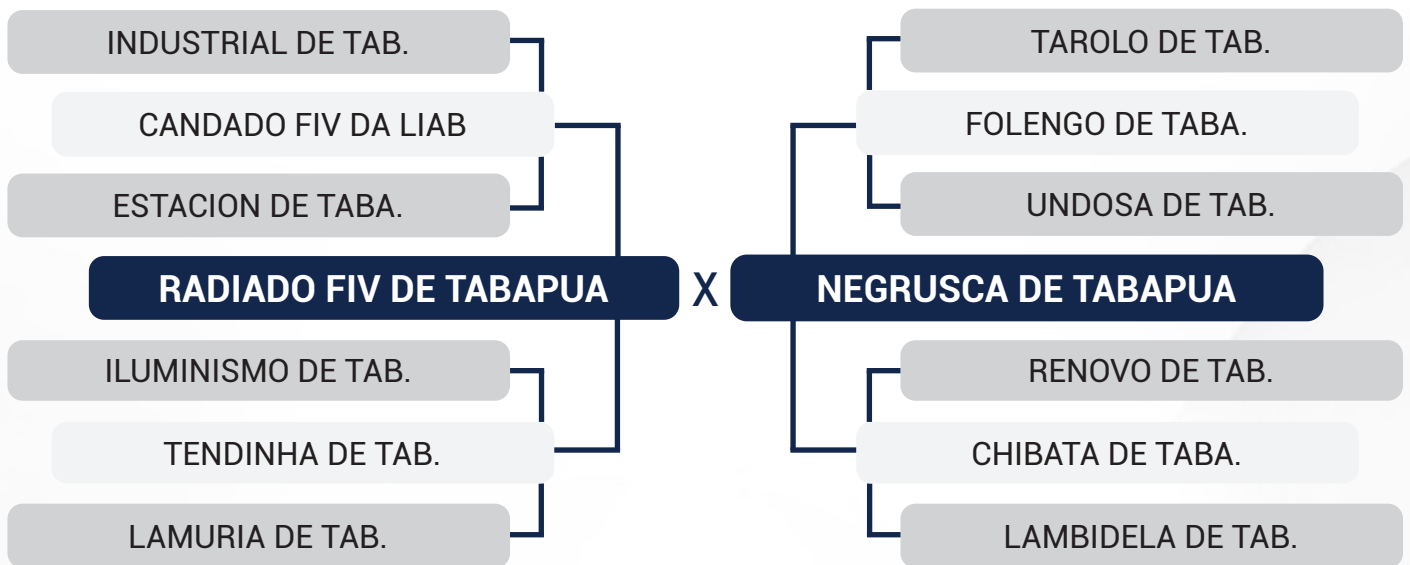 INDUSTRIAL DE TAB.
CANDADO FIV DA LIAB
ESTACION DE TABA.
RADIADO FIV DE TABAPUA
ILUMINISMO DE TAB.
TENDINHA DE TAB.
LAMURIA DE TAB.
X
TAROLO DE TAB.
FOLENGO DE TABA.
UNDOSA DE TAB.
NEGRUSCA DE TABAPUA
RENOVO DE TAB.
CHIBATA DE TABA.
LAMBIDELA DE TAB.